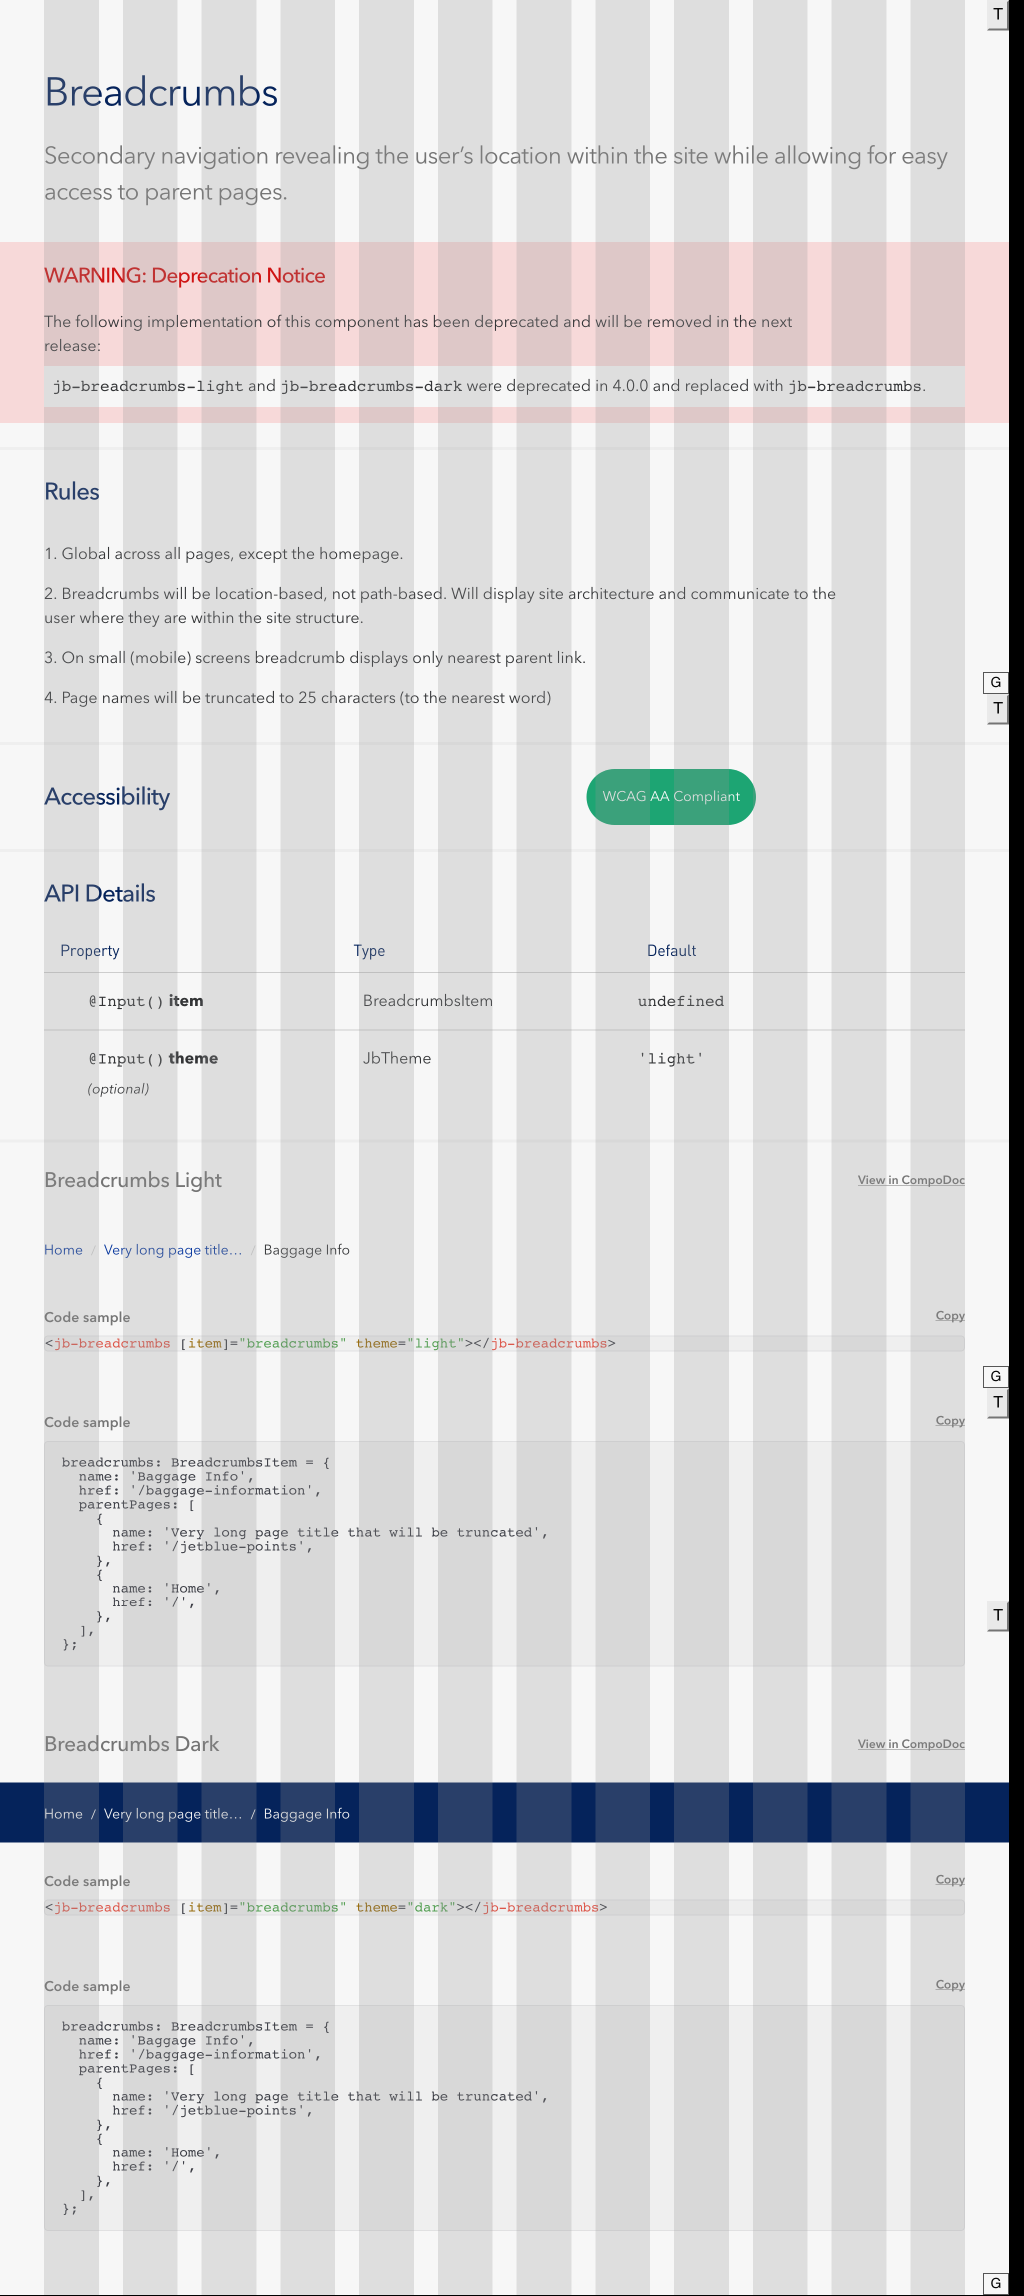 T
Breadcrumbs
Secondary navigation revealing the user’s location within the site while allowing for easy
access to parent pages.
WARNING: Deprecation Notice
The following implementation of this component has been deprecated and will be removed in the next
release:
jb-breadcrumbs-light and jb-breadcrumbs-dark were deprecated in 4.0.0 and replaced with jb-breadcrumbs.
Rules
1. Global across all pages, except the homepage.
2. Breadcrumbs will be location-based, not path-based. Will display site architecture and communicate to the
user where they are within the site structure.
3. On small (mobile) screens breadcrumb displays only nearest parent link.
G
4. Page names will be truncated to 25 characters (to the nearest word)
T
Accessibility
WCAG AA Compliant
API Details
Property Type Default
@Input() item BreadcrumbsItem undefined
@Input() theme JbTheme 'light'
(optional)
Breadcrumbs Light View in CompoDoc
Home / Very long page title... / Baggage Info
Code sample Copy
<jb-breadcrumbs [item]="breadcrumbs" theme="light"></jb-breadcrumbs>
G
T
Code sample Copy
breadcrumbs: BreadcrumbsItem = {
  name: 'Baggage Info',
  href: '/baggage-information',
  parentPages: [
    {
      name: 'Very long page title that will be truncated',
      href: '/jetblue-points',
    },
    {
      name: 'Home',
      href: '/',
    },
  ],
};
T
Breadcrumbs Dark View in CompoDoc
Home / Very long page title... / Baggage Info
Code sample Copy
<jb-breadcrumbs [item]="breadcrumbs" theme="dark"></jb-breadcrumbs>
Code sample Copy
breadcrumbs: BreadcrumbsItem = {
  name: 'Baggage Info',
  href: '/baggage-information',
  parentPages: [
    {
      name: 'Very long page title that will be truncated',
      href: '/jetblue-points',
    },
    {
      name: 'Home',
      href: '/',
    },
  ],
};
G